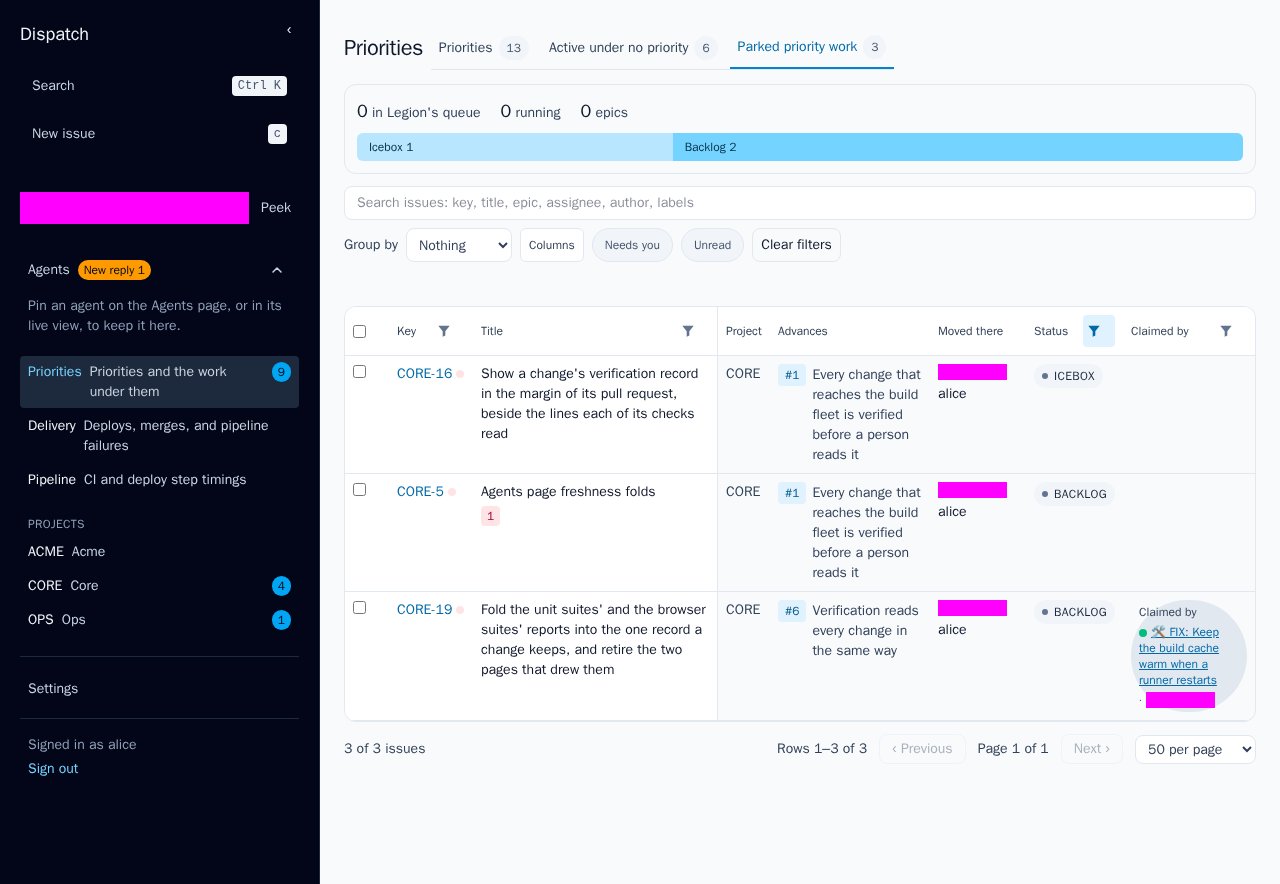 Dispatch ‹
Search Ctrl K
New issue C
Peek
Agents New reply 1
Pin an agent on the Agents page, or in its
live view, to keep it here.
Priorities Priorities and the work 9
under them
Delivery Deploys, merges, and pipeline
failures
Pipeline CI and deploy step timings
PROJECTS
ACME Acme
CORE Core 4
OPS Ops 1
Settings
Signed in as alice
Sign out
Priorities Priorities 13 Active under no priority 6 Parked priority work 3
0 in Legion's queue 0 running 0 epics
Icebox 1 Backlog 2
Search issues: key, title, epic, assignee, author, labels
Group by Nothing Columns Needs you Unread Clear filters
Key Title Project Advances Moved there Status Claimed by
CORE-16 Show a change's verification record CORE #1 Every change that ICEBOX
in the margin of its pull request, reaches the build alice
beside the lines each of its checks fleet is verified
read before a person
reads it
CORE-5 Agents page freshness folds CORE #1 Every change that BACKLOG
1 reaches the build alice
fleet is verified
before a person
reads it
CORE-19 Fold the unit suites' and the browser CORE #6 Verification reads BACKLOG Claimed by
suites' reports into the one record a every change in alice 🛠 FIX: Keep
change keeps, and retire the two the same way the build cache
pages that drew them warm when a
runner restarts
·
3 of 3 issues Rows 1–3 of 3 ‹ Previous Page 1 of 1 Next › 50 per page